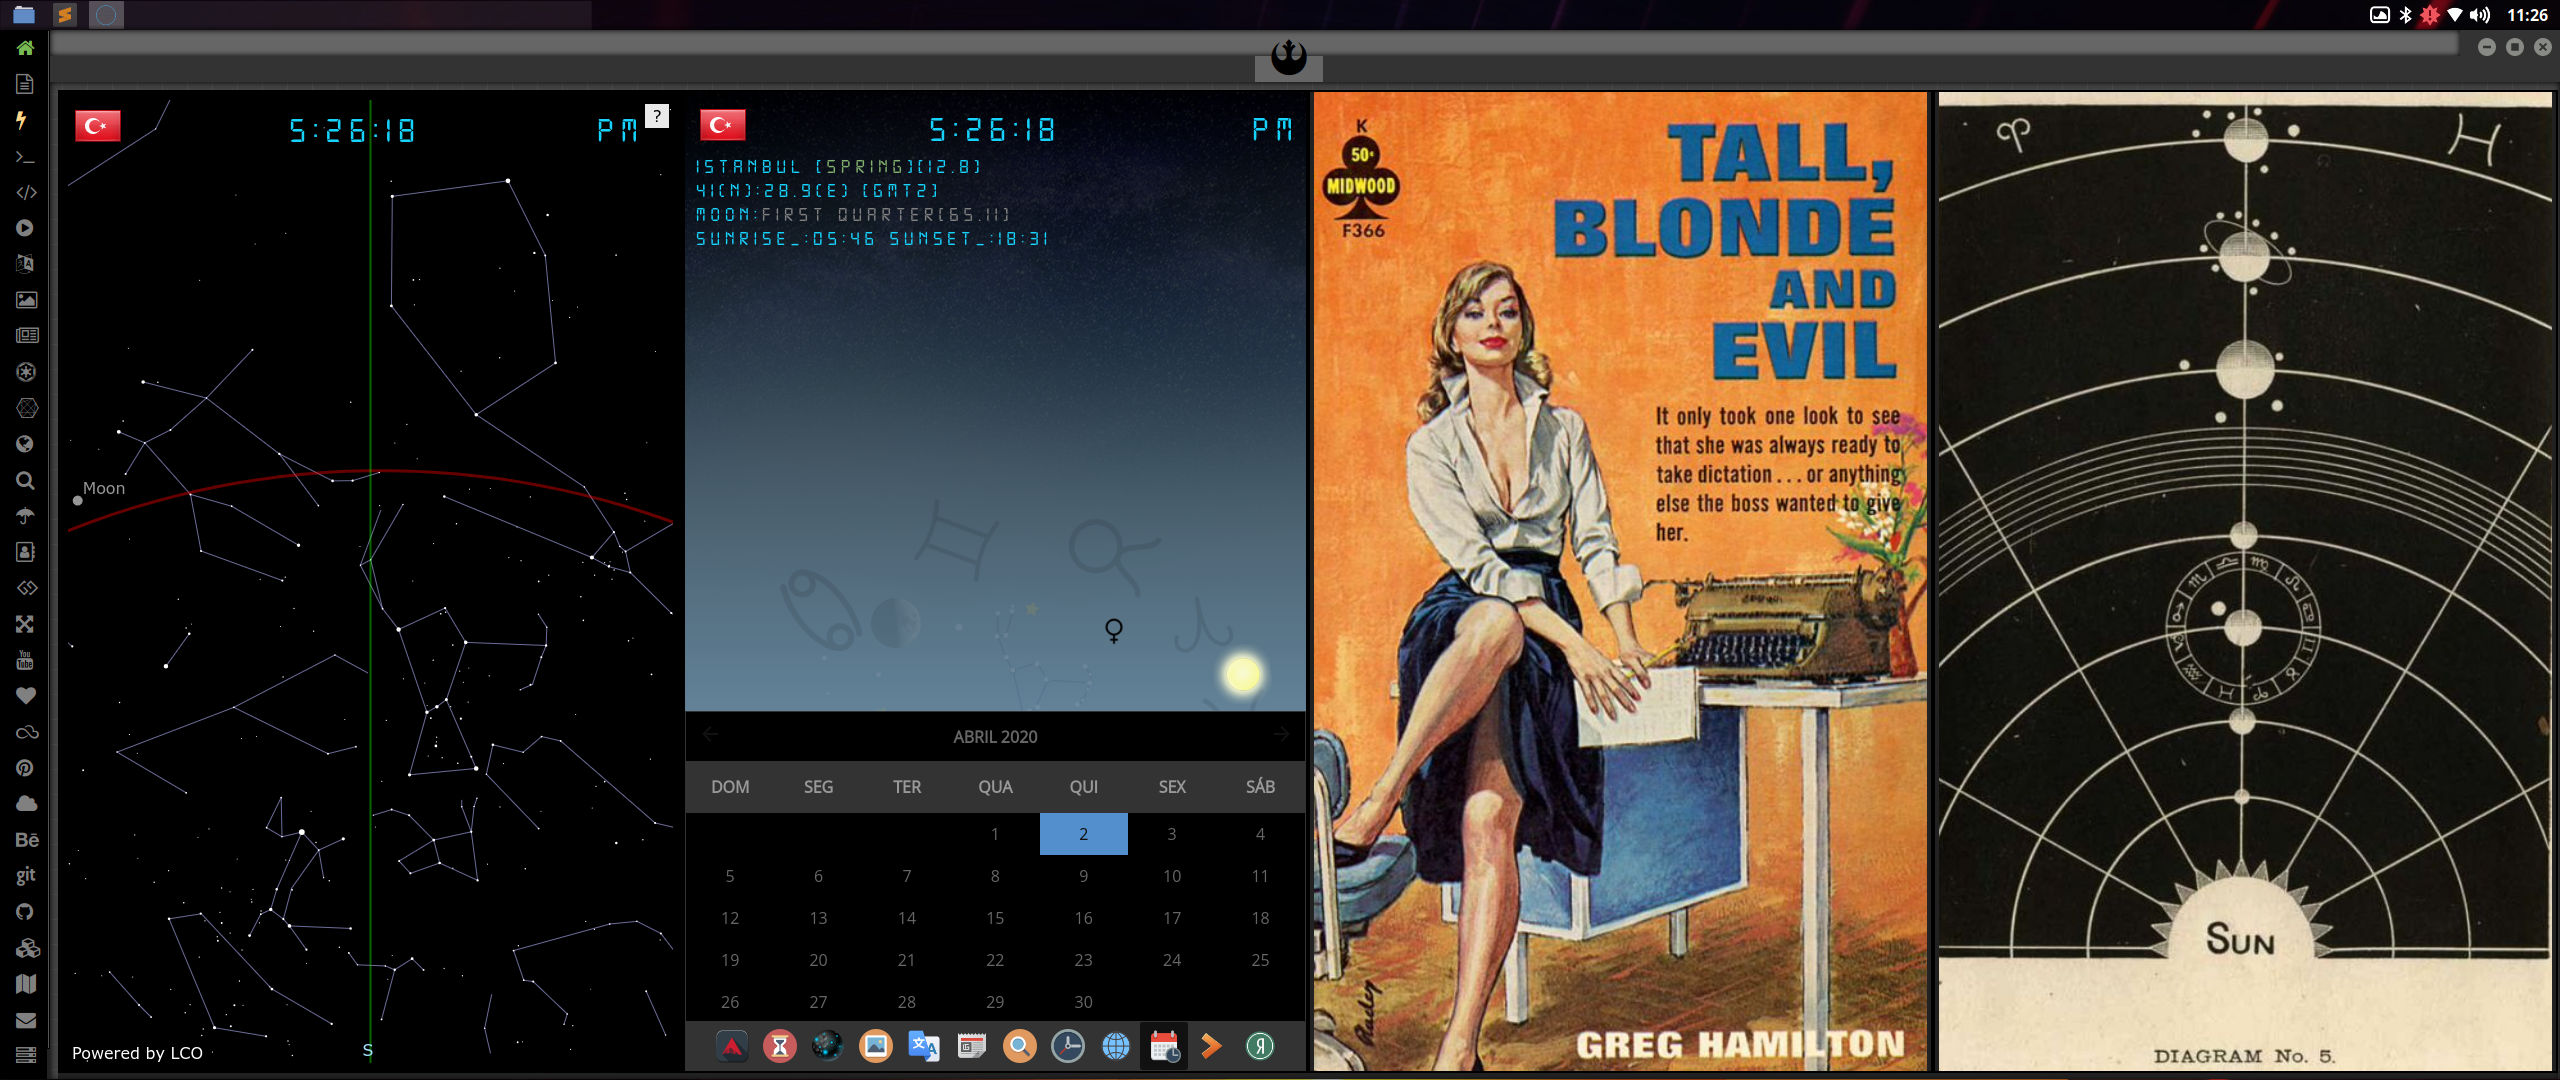 11:26
5:26:18 PM
?
Moon
Powered by LCO
S
5:26:18 PM
ISTANBUL [SPRING][12.8]
41(N):28.9(E) [GMT2]
MOON:FIRST QUARTER[65.11]
SUNRISE_:05:46 SUNSET_:18:31
ABRIL 2020
DOM SEG TER QUA QUI SEX SÁB
1 2 3 4
5 6 7 8 9 10 11
12 13 14 15 16 17 18
19 20 21 22 23 24 25
26 27 28 29 30
K
50¢
MIDWOOD
F366
TALL,
BLONDE
AND
EVIL
It only took one look to see
that she was always ready to
take dictation . . . or anything
else the boss wanted to give
her.
Rader
GREG HAMILTON
SUN
DIAGRAM No. 5.
You
Tube
Bē
git